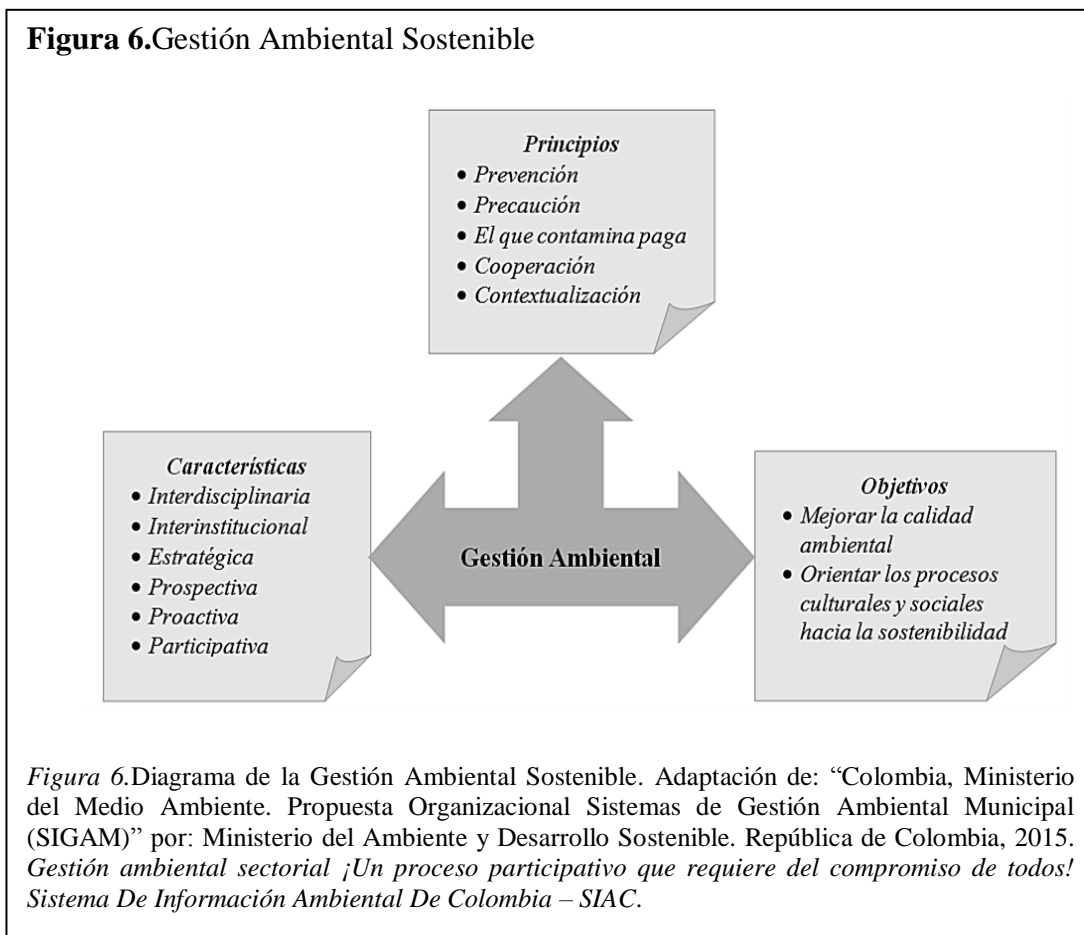 Figura 6.Gestión Ambiental Sostenible
Principios
• Prevención
• Precaución
• El que contamina paga
• Cooperación
• Contextualización
Características
• Interdisciplinaria
• Interinstitucional
• Estratégica
• Prospectiva
• Proactiva
• Participativa
Gestión Ambiental
Objetivos
• Mejorar la calidad
ambiental
• Orientar los procesos
culturales y sociales
hacia la sostenibilidad
Figura 6.Diagrama de la Gestión Ambiental Sostenible. Adaptación de: “Colombia, Ministerio
del Medio Ambiente. Propuesta Organizacional Sistemas de Gestión Ambiental Municipal
(SIGAM)” por: Ministerio del Ambiente y Desarrollo Sostenible. República de Colombia, 2015.
Gestión ambiental sectorial ¡Un proceso participativo que requiere del compromiso de todos!
Sistema De Información Ambiental De Colombia – SIAC.